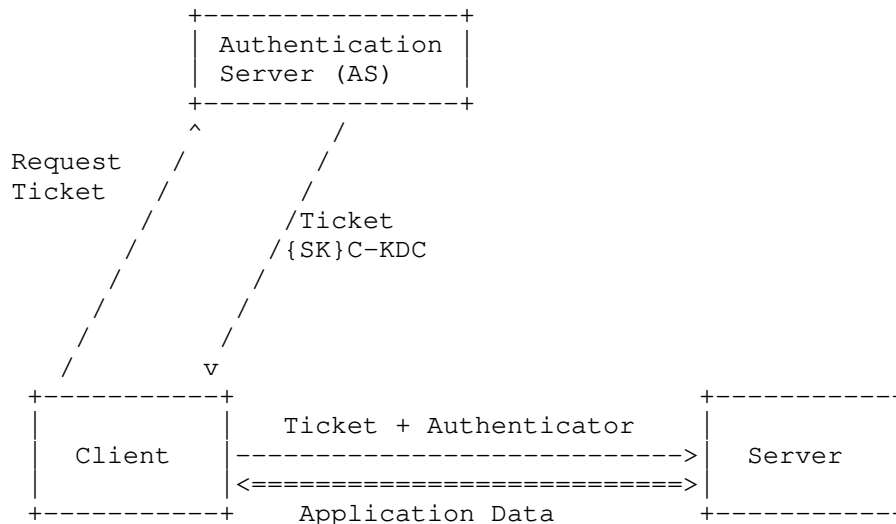 Authentication
Server (AS)
Request
Ticket
Ticket
{SK}C-KDC
Ticket + Authenticator
Client
Server
Application Data